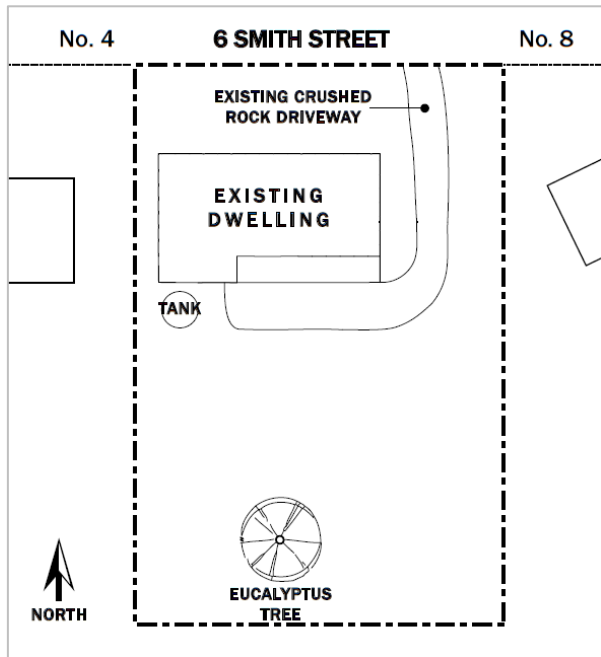 No. 4
6 SMITH STREET
No. 8
EXISTING CRUSHED
ROCK DRIVEWAY
EXISTING
DWELLING
TANK
EUCALYPTUS
TREE
NORTH